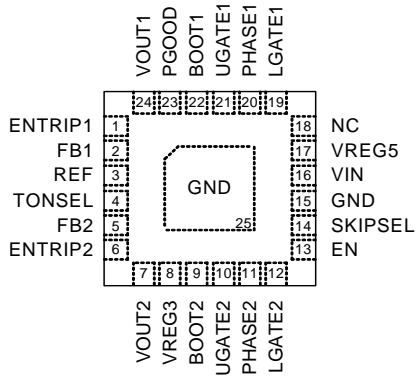 VOUT1
PGOOD
BOOT1
UGATE1
PHASE1
LGATE1
24 23 22 21 20 19
ENTRIP1 1
FB1 2
REF 3
TONSEL 4
FB2 5
ENTRIP2 6
GND
25
18 NC
17 VREG5
16 VIN
15 GND
14 SKIPSEL
13 EN
7 8 9 10 11 12
VOUT2
VREG3
BOOT2
UGATE2
PHASE2
LGATE2